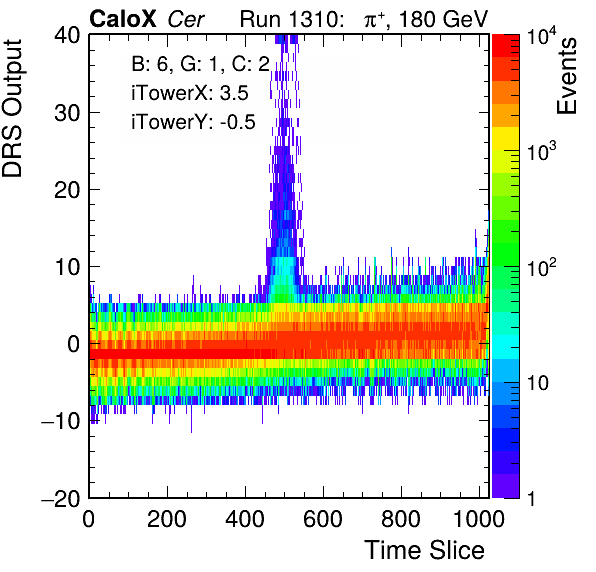 CaloX Cer Run 1310: π⁺, 180 GeV
B: 6, G: 1, C: 2
iTowerX: 3.5
iTowerY: -0.5
DRS Output
40
30
20
10
0
−10
−20
0 200 400 600 800 1000
Time Slice
Events
10⁴
10³
10²
10
1